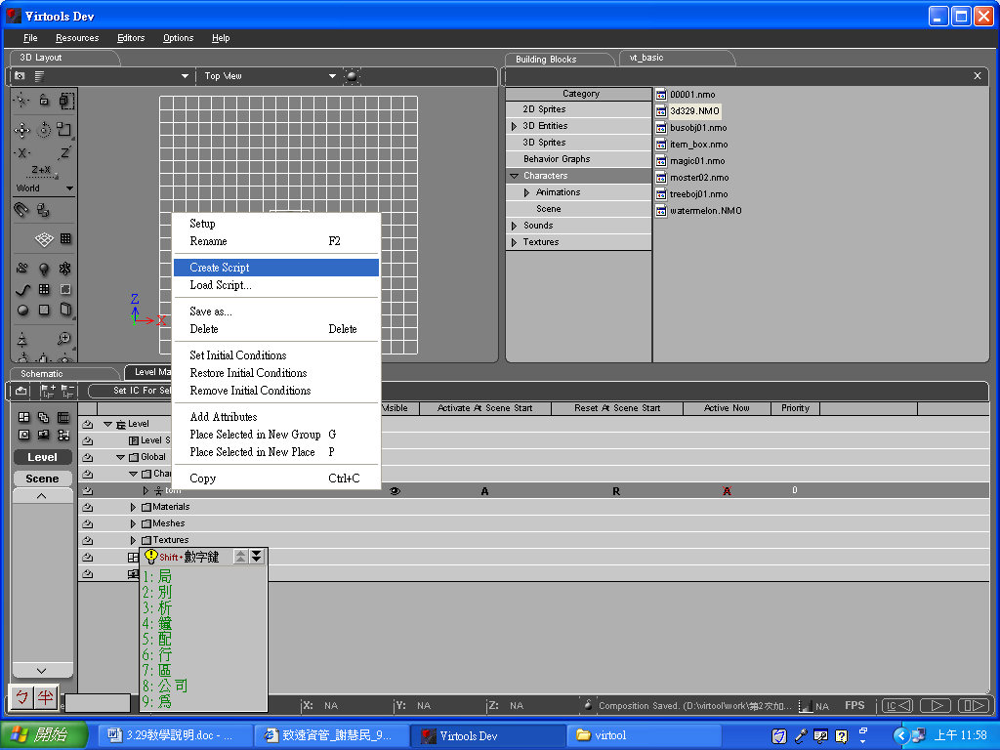 Virtools Dev
File Resources Editors Options Help
3D Layout
Top View
World
Building Blocks
vt_basic
X
Category
2D Sprites
3D Entities
3D Sprites
Behavior Graphs
Characters
Animations
Scene
Sounds
Textures
00001.nmo
3d329.NMO
busobj01.nmo
item_box.nmo
magic01.nmo
moster02.nmo
treeobj01.nmo
watermelon.NMO
Z
X
Setup
Rename F2
Create Script
Load Script...
Save as...
Delete Delete
Set Initial Conditions
Restore Initial Conditions
Remove Initial Conditions
Add Attributes
Place Selected in New Group G
Place Selected in New Place P
Copy Ctrl+C
Schematic
Level Ma
Set IC For Sel
Visible Activate At Scene Start Reset At Scene Start Active Now Priority
Level
Scene
Level
Level S
Global
Char
tom A R A 0
Materials
Meshes
Textures
Shift+數字鍵
1: 局
2: 別
3: 析
4: 鐘
5: 配
6: 行
7: 區
8: 公司
9: 為
ㄅ 半
X: NA Y: NA Z: NA Composition Saved. (D:\virtool\work\第2次加... NA FPS IC
開始 3.29教學說明.doc - ... 致遠資管_謝慧民_9... Virtools Dev virtool 上午 11:58